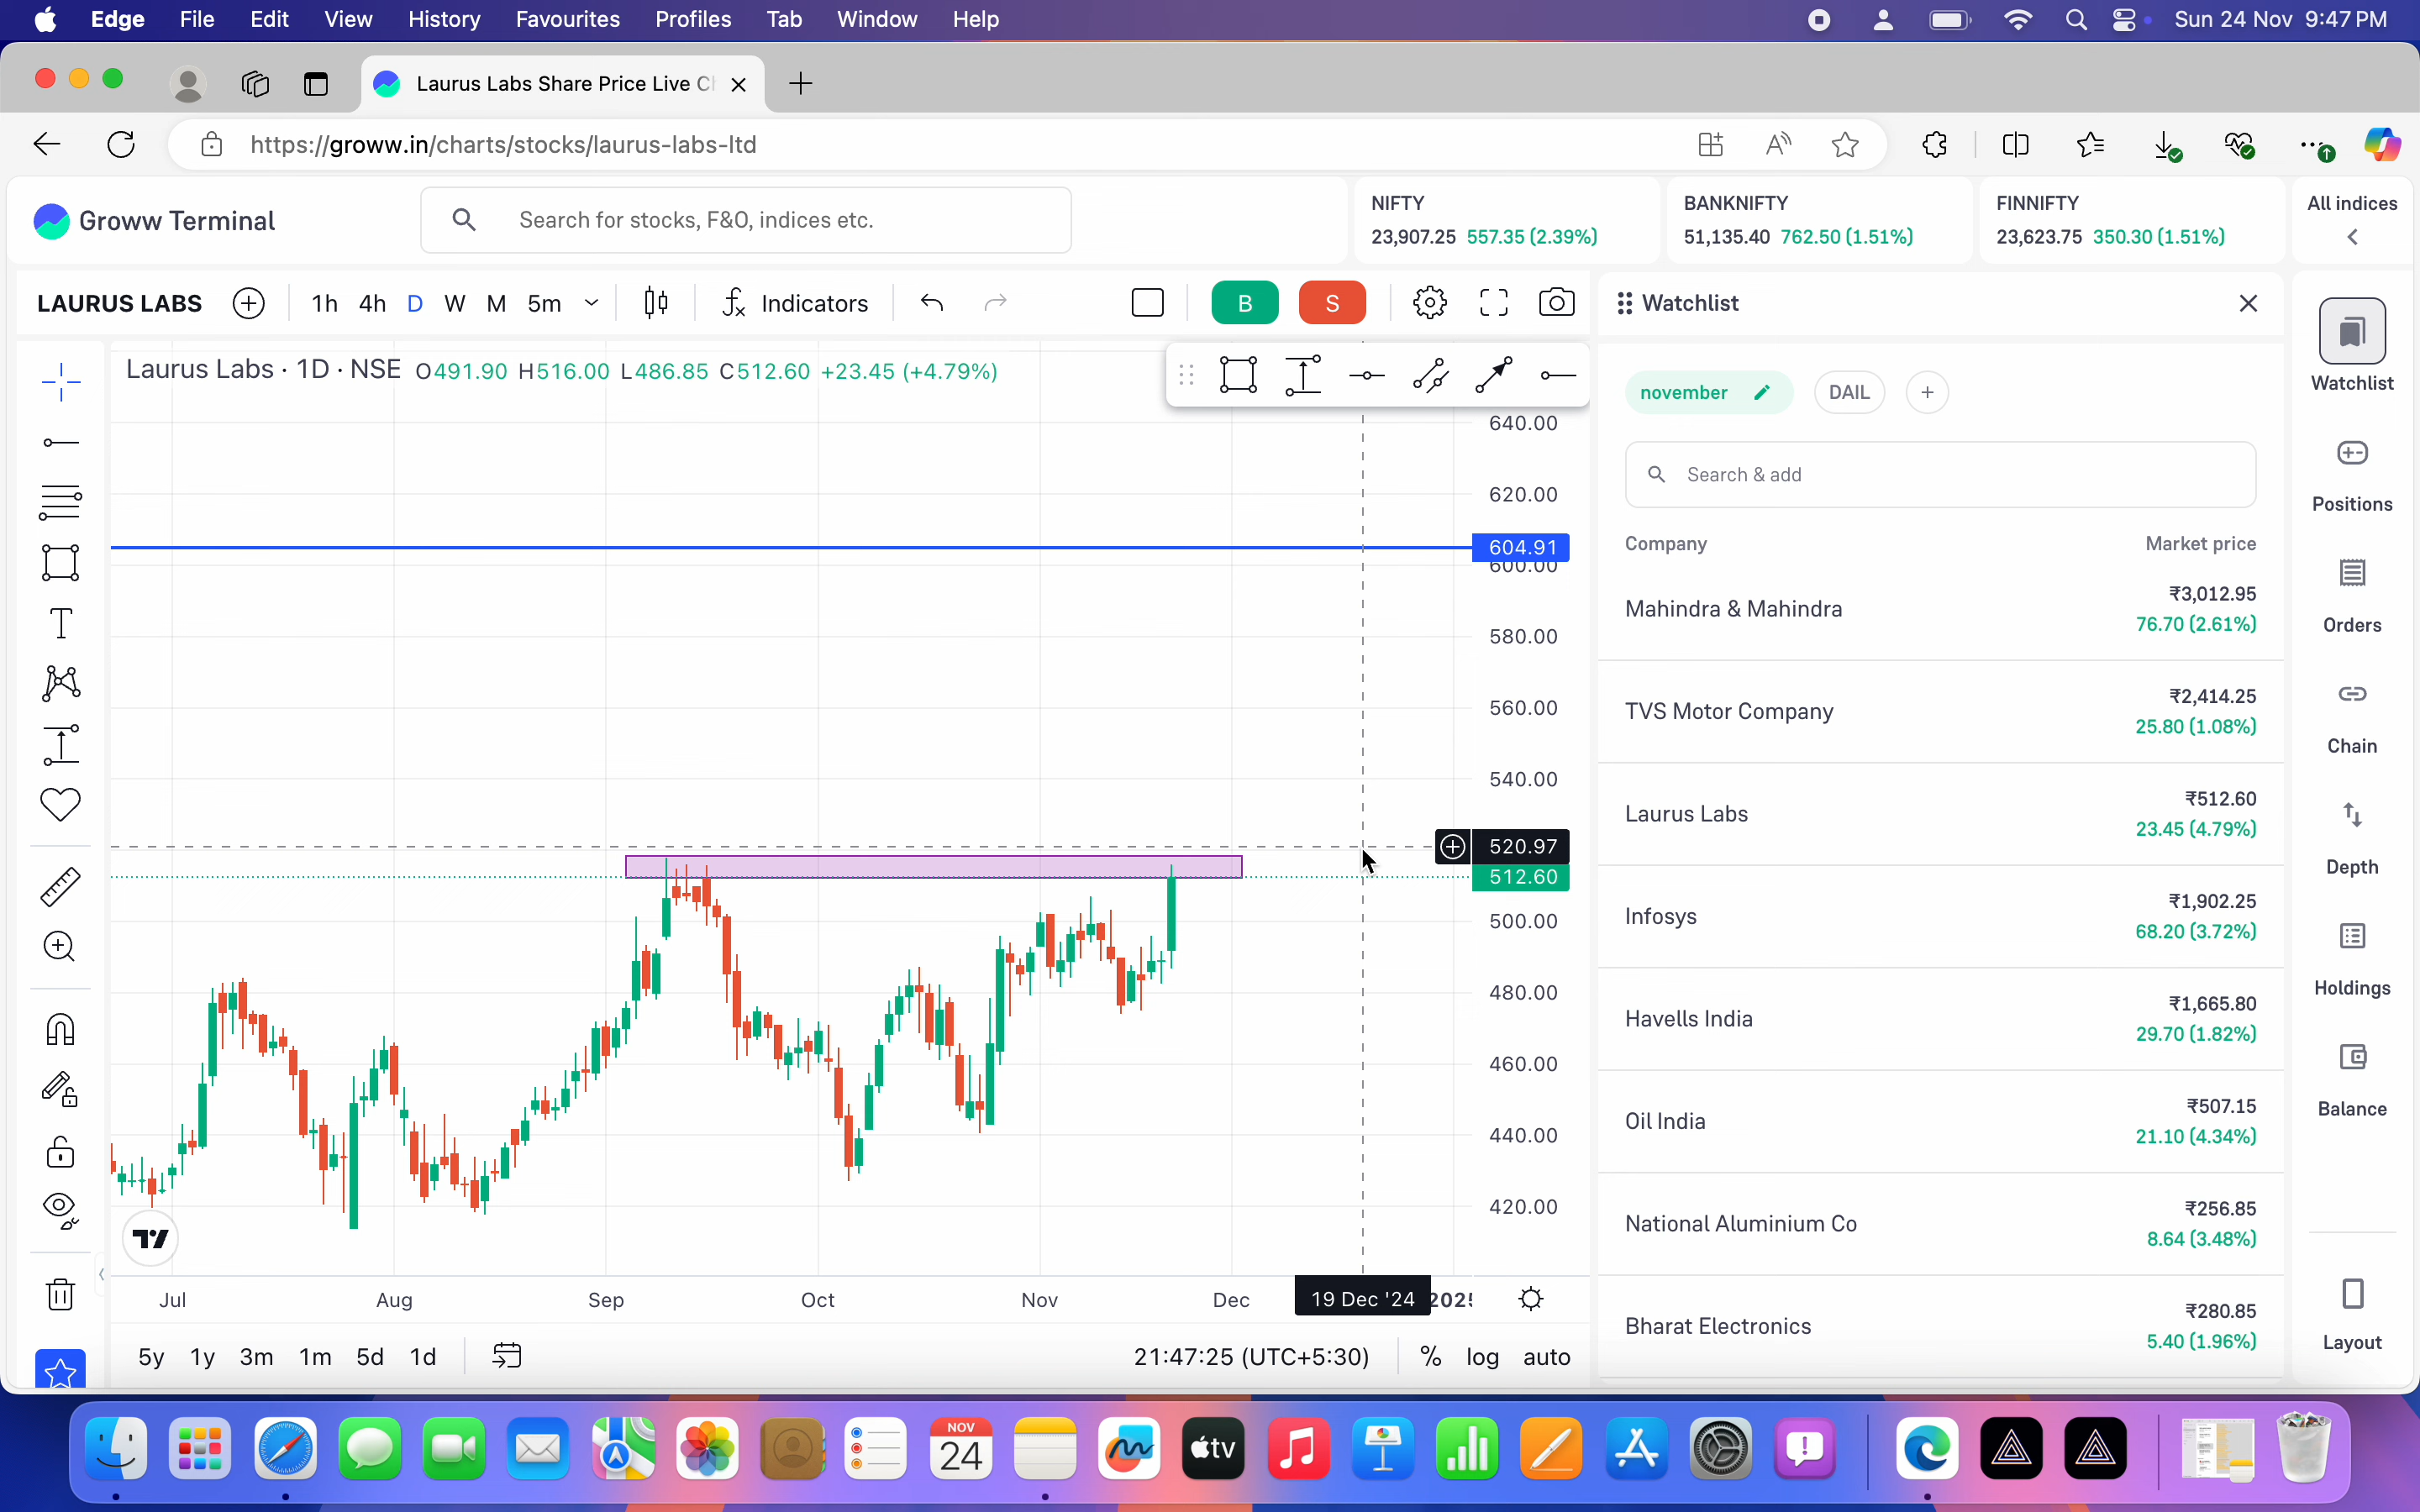 Edge File Edit View History Favourites Profiles Tab Window Help Sun 24 Nov 9:47 PM
Laurus Labs Share Price Live
https://groww.in/charts/stocks/laurus-labs-ltd
Groww Terminal
Search for stocks, F&O, indices etc.
NIFTY
23,907.25 557.35 (2.39%)
BANKNIFTY
51,135.40 762.50 (1.51%)
FINNIFTY
23,623.75 350.30 (1.51%)
All indices
LAURUS LABS 1h 4h D W M 5m Indicators B S
Laurus Labs · 1D · NSE O491.90 H516.00 L486.85 C512.60 +23.45 (+4.79%)
640.00
620.00
604.91
600.00
580.00
560.00
540.00
520.97
512.60
500.00
480.00
460.00
440.00
420.00
Jul Aug Sep Oct Nov Dec 19 Dec '24
5y 1y 3m 1m 5d 1d 21:47:25 (UTC+5:30) % log auto
Watchlist
november DAIL +
Search & add
Company Market price
Mahindra & Mahindra ₹3,012.95
76.70 (2.61%)
TVS Motor Company ₹2,414.25
25.80 (1.08%)
Laurus Labs ₹512.60
23.45 (4.79%)
Infosys ₹1,902.25
68.20 (3.72%)
Havells India ₹1,665.80
29.70 (1.82%)
Oil India ₹507.15
21.10 (4.34%)
National Aluminium Co ₹256.85
8.64 (3.48%)
Bharat Electronics ₹280.85
5.40 (1.96%)
Watchlist
Positions
Orders
Chain
Depth
Holdings
Balance
Layout
NOV
24
tv